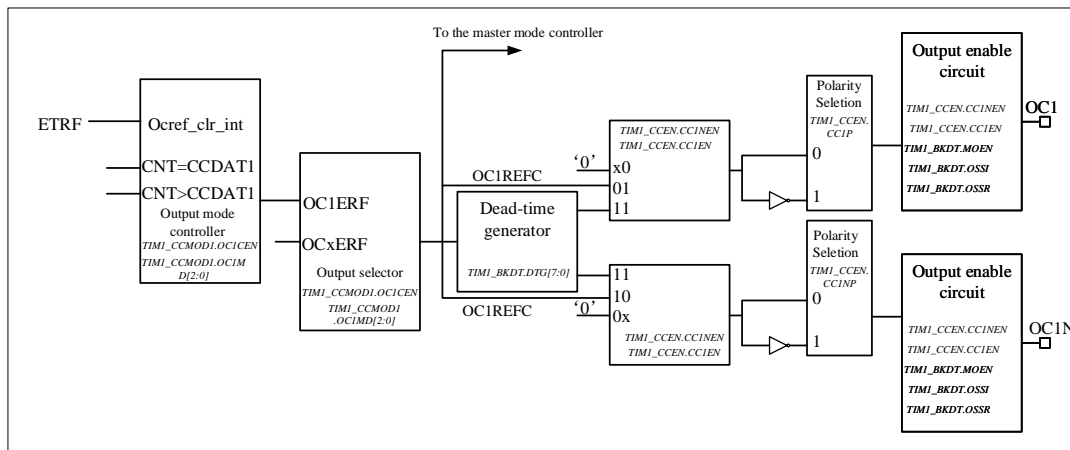 To the master mode controller
ETRF
Ocref_clr_int
CNT=CCDAT1
CNT>CCDAT1
Output mode
controller
TIM1_CCMOD1.OC1CEN
TIM1_CCMOD1.OC1M
D[2:0]
OC1ERF
OCxERF
Output selector
TIM1_CCMOD1.OC1CEN
TIM1_CCMOD1
.OC1MD[2:0]
OC1REFC
Dead-time
generator
TIM1_BKDT.DTG[7:0]
OC1REFC
TIM1_CCEN.CC1NEN
TIM1_CCEN.CC1EN
'0'
x0
01
11
11
10
'0'
0x
TIM1_CCEN.CC1NEN
TIM1_CCEN.CC1EN
Polarity
Seletion
TIM1_CCEN.
CC1P
0
1
Polarity
Seletion
TIM1_CCEN.
CC1NP
0
1
Output enable
circuit
TIM1_CCEN.CC1NEN
TIM1_CCEN.CC1EN
TIM1_BKDT.MOEN
TIM1_BKDT.OSSI
TIM1_BKDT.OSSR
OC1
Output enable
circuit
TIM1_CCEN.CC1NEN
TIM1_CCEN.CC1EN
TIM1_BKDT.MOEN
TIM1_BKDT.OSSI
TIM1_BKDT.OSSR
OC1N